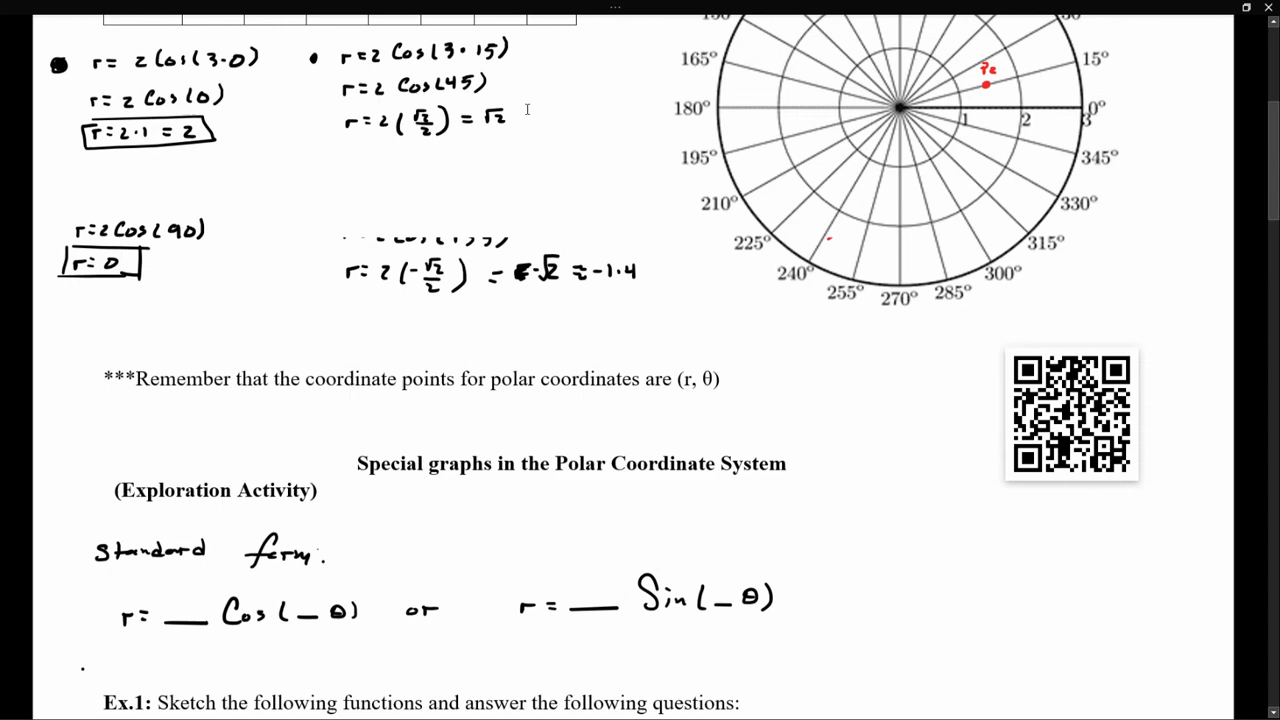 r = 2 Cos(3·0)
r = 2 Cos(0)
r = 2·1 = 2
r = 2 Cos(3·15)
r = 2 Cos(45)
r = 2 (√2/2) = √2
r = 2 Cos(90)
r = 0
r = 2 (-√2/2) = -√2 ≈ -1.4
165°
180°
195°
210°
225°
240°
255°
270°
285°
300°
315°
330°
345°
0°
15°
P2
1
2
3
***Remember that the coordinate points for polar coordinates are (r, θ)
Special graphs in the Polar Coordinate System
(Exploration Activity)
Standard form:
r = __ Cos(_ θ) or r = __ Sin(_ θ)
Ex.1: Sketch the following functions and answer the following questions: